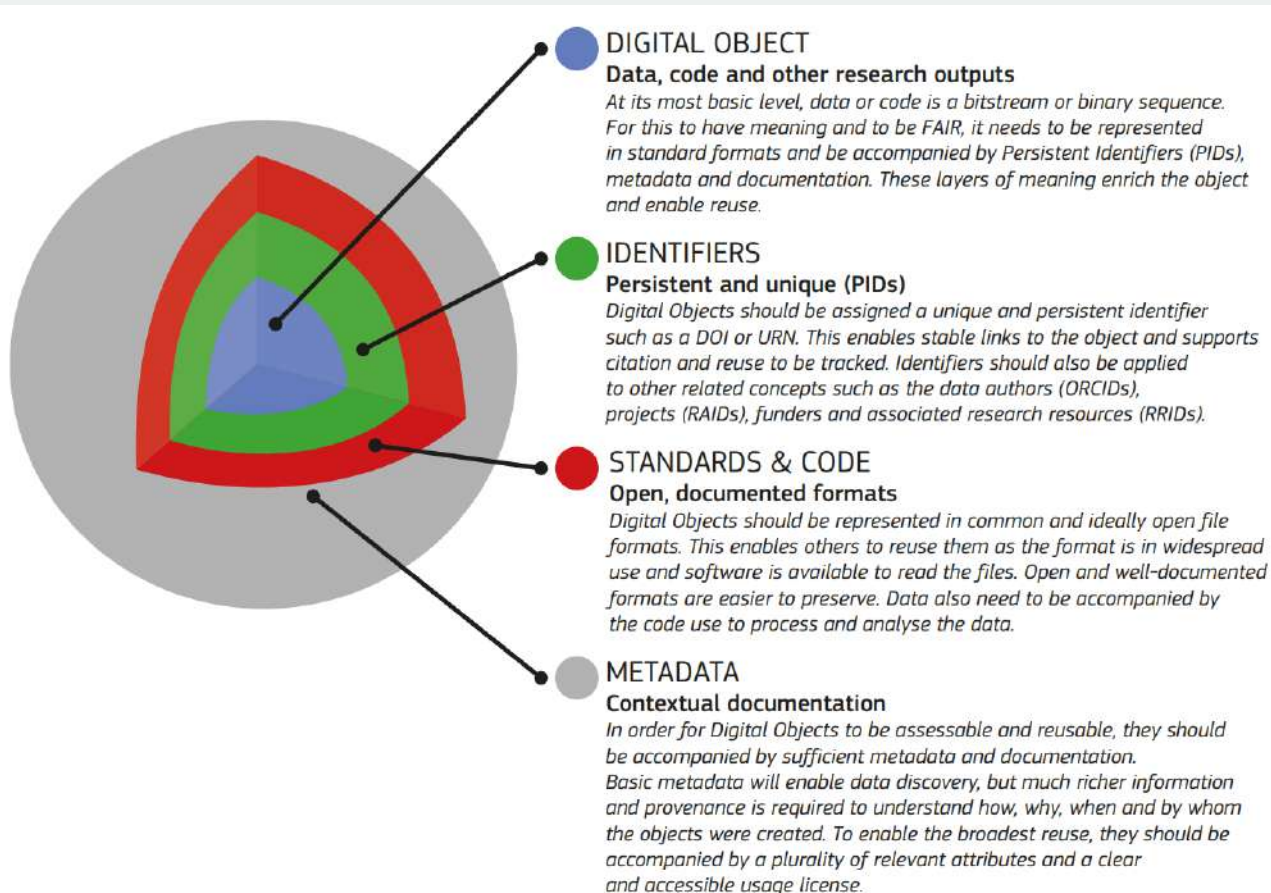 DIGITAL OBJECT
Data, code and other research outputs
At its most basic level, data or code is a bitstream or binary sequence.
For this to have meaning and to be FAIR, it needs to be represented
in standard formats and be accompanied by Persistent Identifiers (PIDs),
metadata and documentation. These layers of meaning enrich the object
and enable reuse.
IDENTIFIERS
Persistent and unique (PIDs)
Digital Objects should be assigned a unique and persistent identifier
such as a DOI or URN. This enables stable links to the object and supports
citation and reuse to be tracked. Identifiers should also be applied
to other related concepts such as the data authors (ORCIDs),
projects (RAIDs), funders and associated research resources (RRIDs).
STANDARDS & CODE
Open, documented formats
Digital Objects should be represented in common and ideally open file
formats. This enables others to reuse them as the format is in widespread
use and software is available to read the files. Open and well-documented
formats are easier to preserve. Data also need to be accompanied by
the code use to process and analyse the data.
METADATA
Contextual documentation
In order for Digital Objects to be assessable and reusable, they should
be accompanied by sufficient metadata and documentation.
Basic metadata will enable data discovery, but much richer information
and provenance is required to understand how, why, when and by whom
the objects were created. To enable the broadest reuse, they should be
accompanied by a plurality of relevant attributes and a clear
and accessible usage license.